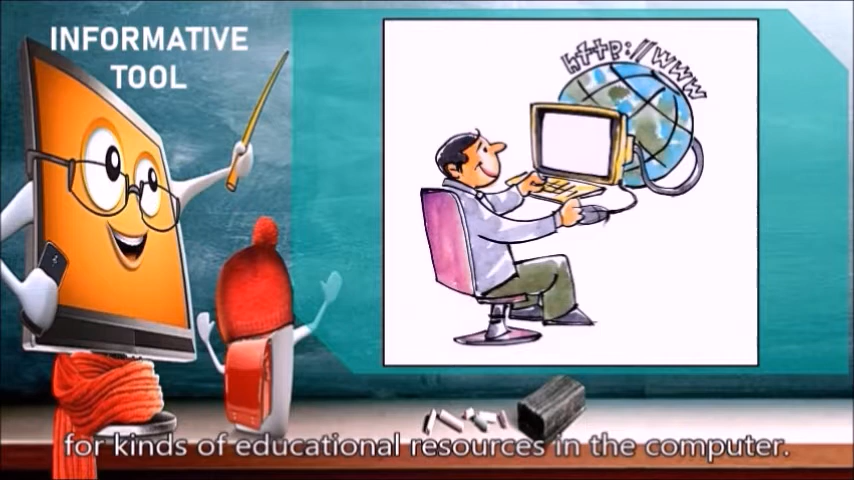 INFORMATIVE
TOOL
http://www
for kinds of educational resources in the computer.